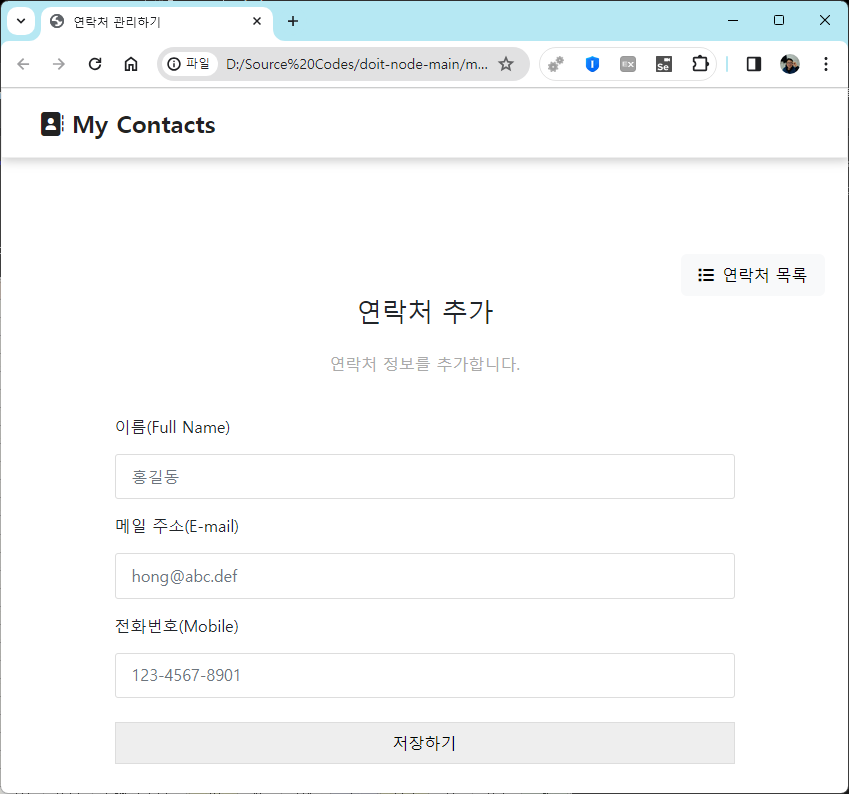 연락처 관리하기
파일 D:/Source%20Codes/doit-node-main/m...
EX
Se
My Contacts
연락처 목록
연락처 추가
연락처 정보를 추가합니다.
이름(Full Name)
홍길동
메일 주소(E-mail)
hong@abc.def
전화번호(Mobile)
123-4567-8901
저장하기